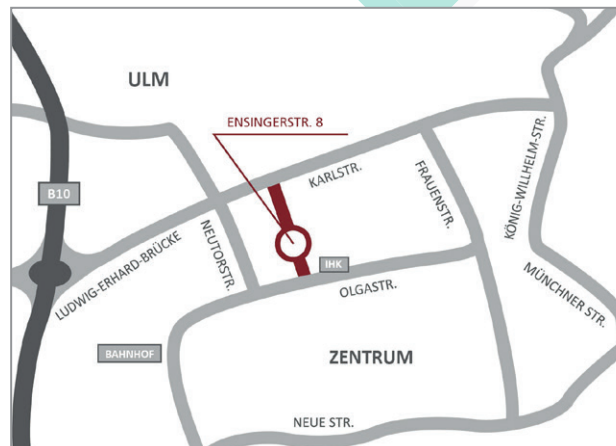 ULM
ENSINGERSTR. 8
KARLSTR.
FRAUENSTR.
KÖNIG-WILLHELM-STR.
B10
LUDWIG-ERHARD-BRÜCKE
NEUTORSTR.
IHK
OLGASTR.
MÜNCHNER STR.
BAHNHOF
ZENTRUM
NEUE STR.